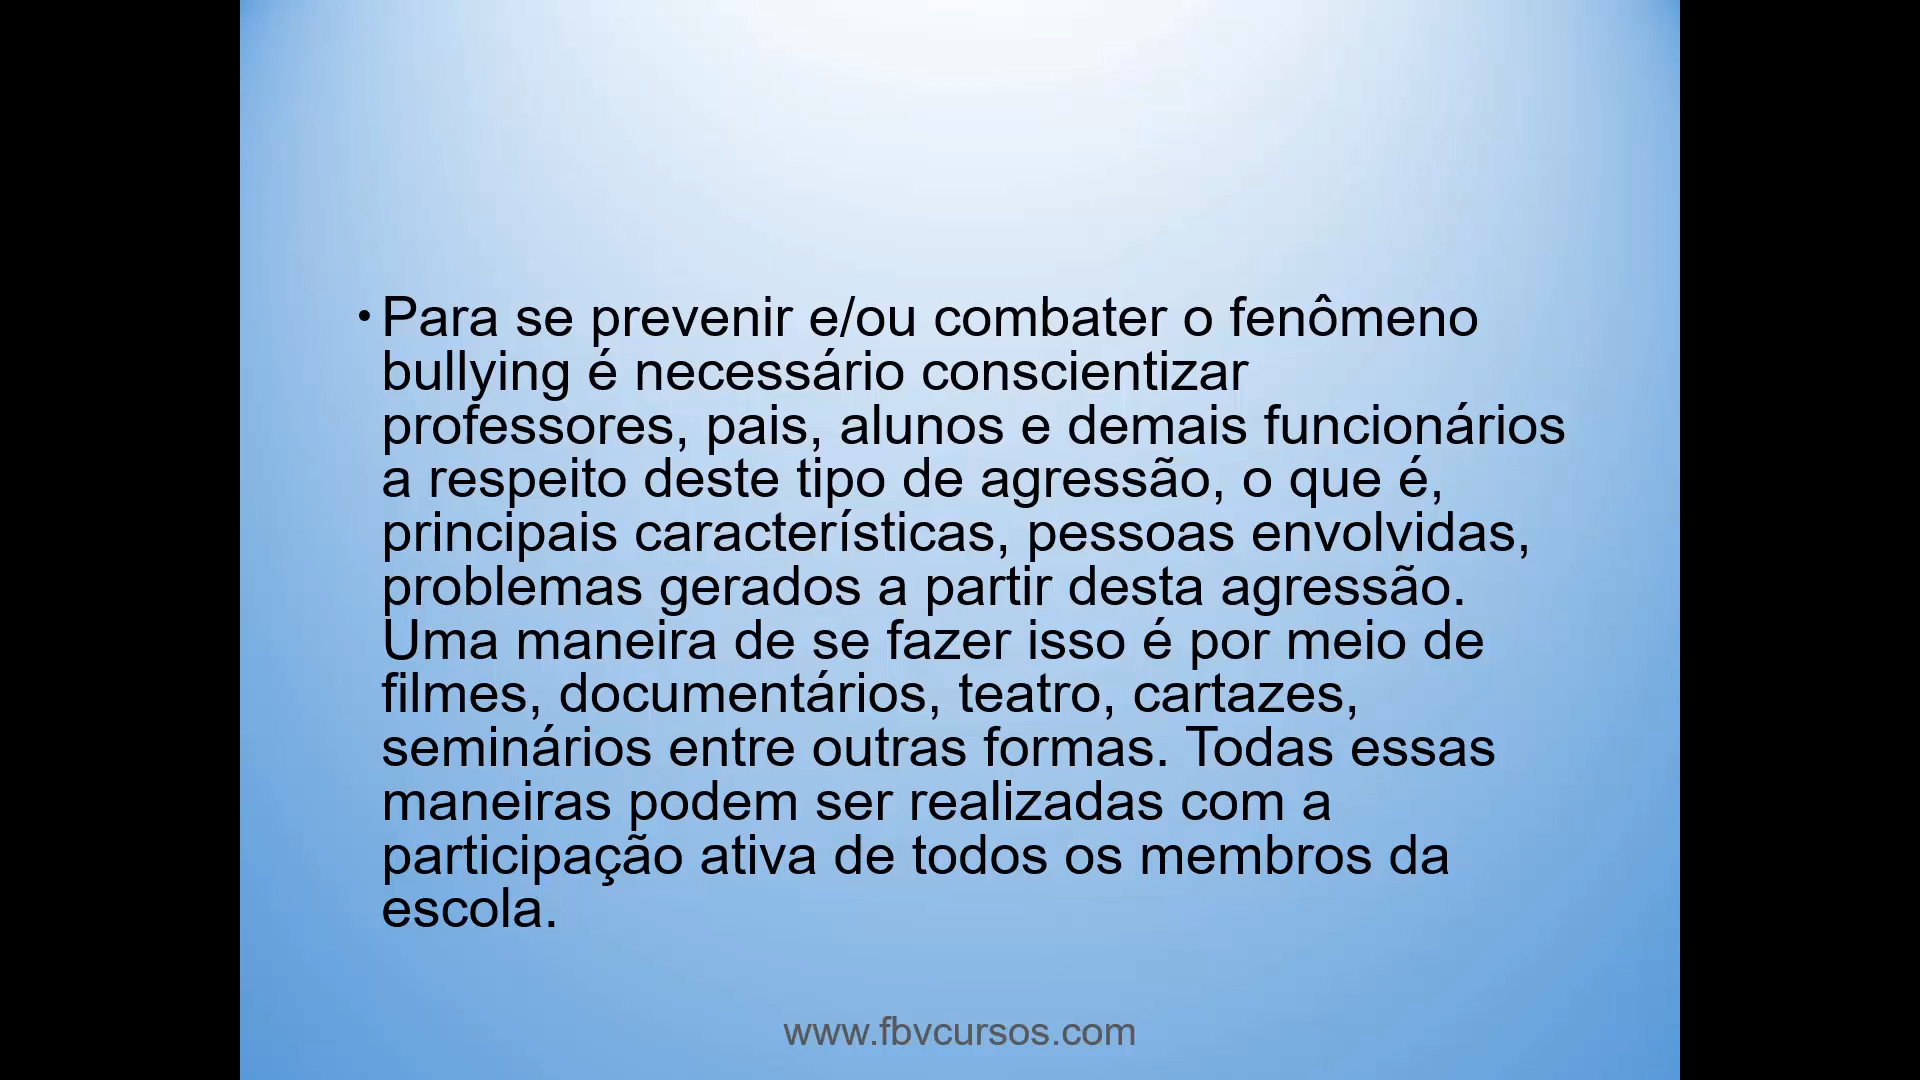 • Para se prevenir e/ou combater o fenômeno
bullying é necessário conscientizar
professores, pais, alunos e demais funcionários
a respeito deste tipo de agressão, o que é,
principais características, pessoas envolvidas,
problemas gerados a partir desta agressão.
Uma maneira de se fazer isso é por meio de
filmes, documentários, teatro, cartazes,
seminários entre outras formas. Todas essas
maneiras podem ser realizadas com a
participação ativa de todos os membros da
escola.
www.fbvcursos.com